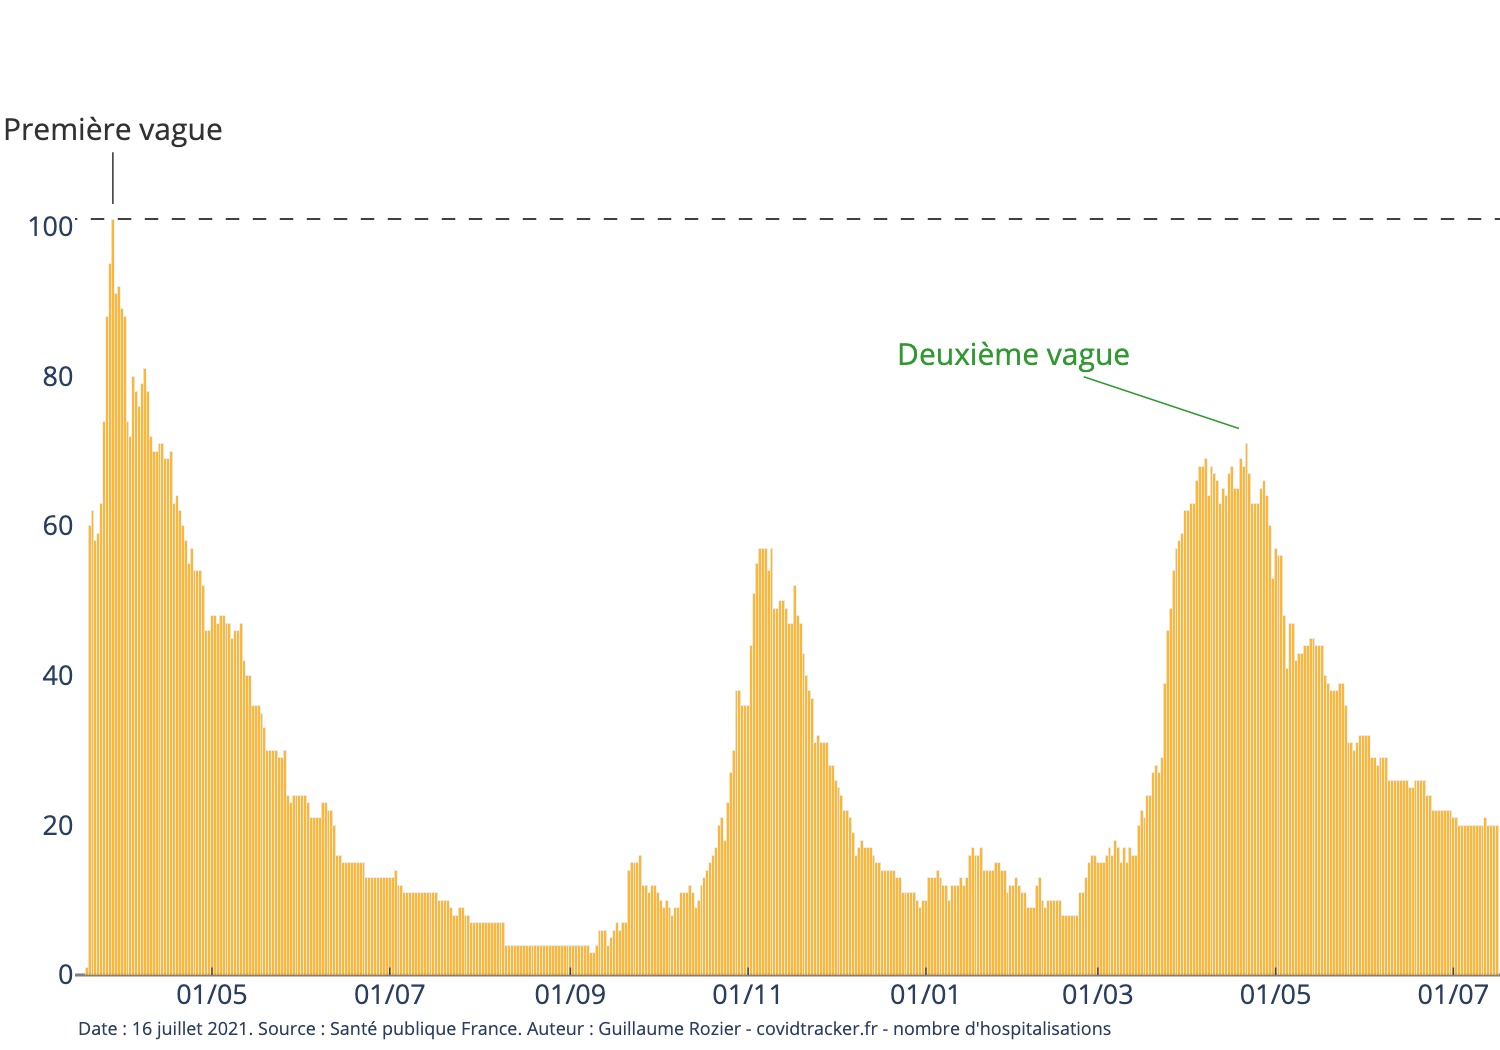 Première vague
100
Deuxième vague
80
60
40
20
0
01/05 01/07 01/09 01/11 01/01 01/03 01/05 01/07
Date : 16 juillet 2021. Source : Santé publique France. Auteur : Guillaume Rozier - covidtracker.fr - nombre d'hospitalisations